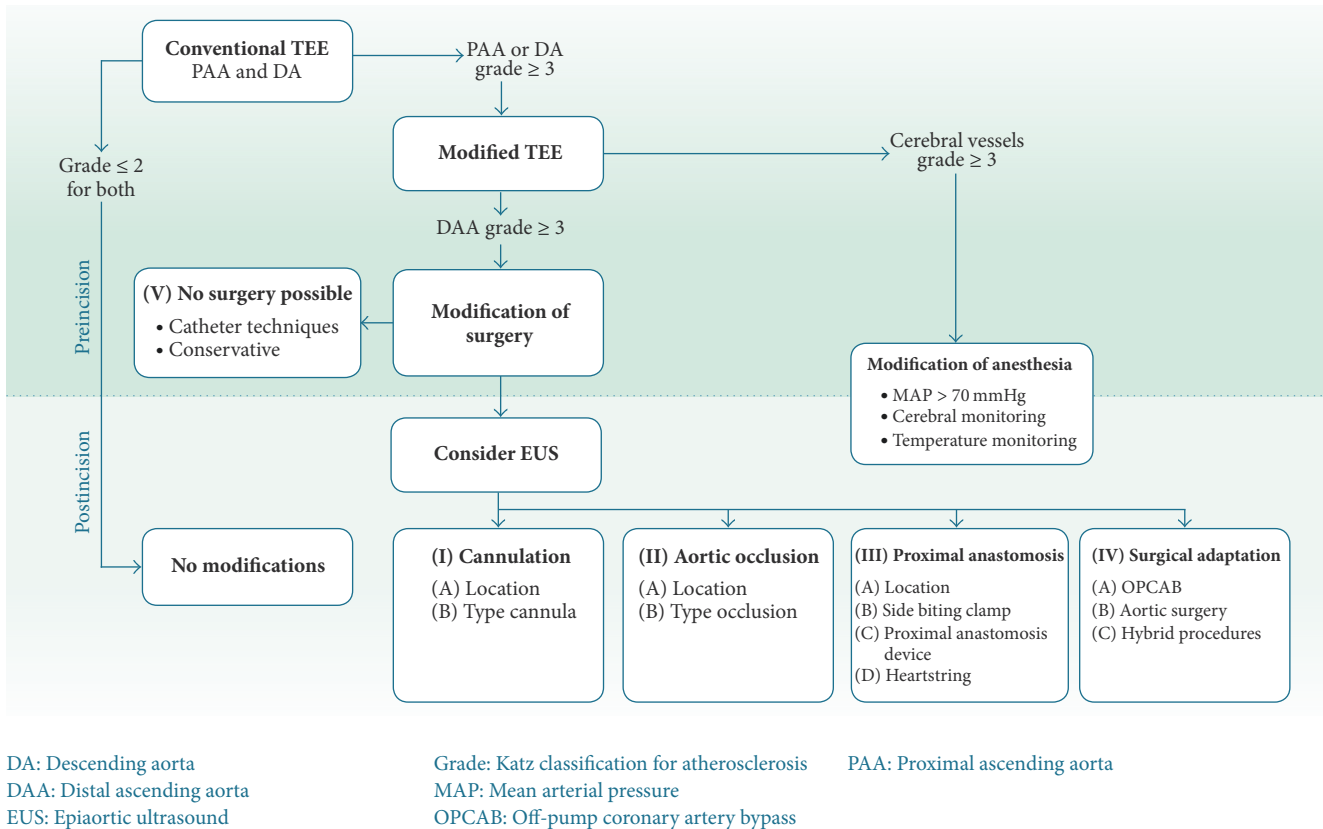 Conventional TEE
PAA and DA
PAA or DA
grade ≥ 3
Modified TEE
Cerebral vessels
grade ≥ 3
Grade ≤ 2
for both
DAA grade ≥ 3
Preincision
(V) No surgery possible
• Catheter techniques
• Conservative
Modification of
surgery
Modification of anesthesia
• MAP > 70 mmHg
• Cerebral monitoring
• Temperature monitoring
Postincision
Consider EUS
No modifications
(I) Cannulation
(A) Location
(B) Type cannula
(II) Aortic occlusion
(A) Location
(B) Type occlusion
(III) Proximal anastomosis
(A) Location
(B) Side biting clamp
(C) Proximal anastomosis
device
(D) Heartstring
(IV) Surgical adaptation
(A) OPCAB
(B) Aortic surgery
(C) Hybrid procedures
DA: Descending aorta
DAA: Distal ascending aorta
EUS: Epiaortic ultrasound
Grade: Katz classification for atherosclerosis
MAP: Mean arterial pressure
OPCAB: Off-pump coronary artery bypass
PAA: Proximal ascending aorta